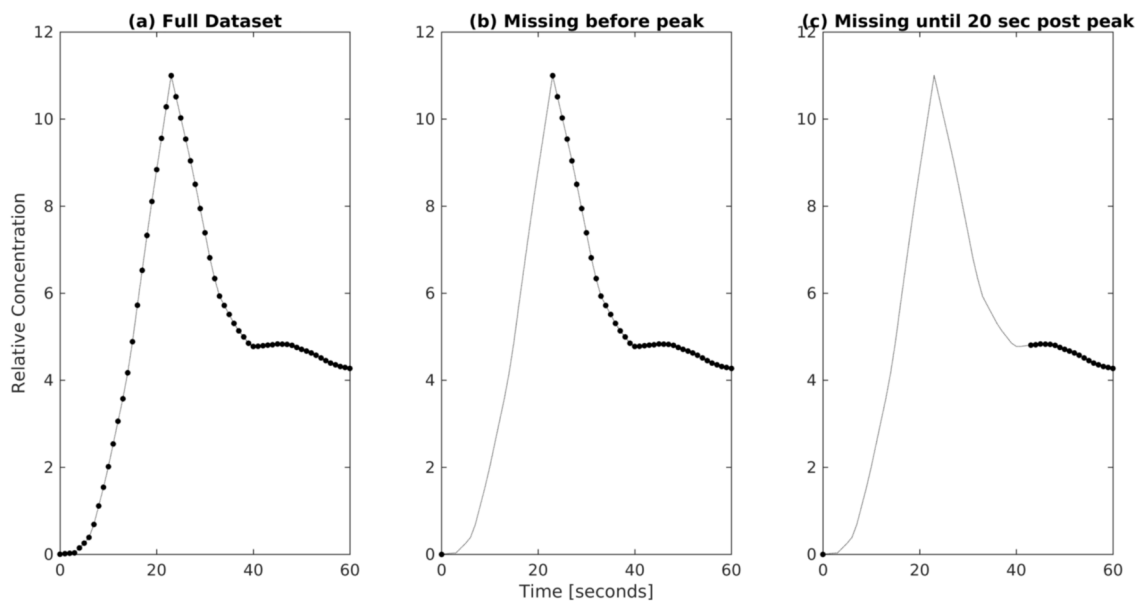 (a) Full Dataset
(b) Missing before peak
(c) Missing until 20 sec post peak
12
10
8
6
4
2
0
0 20 40 60
12
10
8
6
4
2
0
0 20 40 60
12
10
8
6
4
2
0
0 20 40 60
Relative Concentration
Time [seconds]